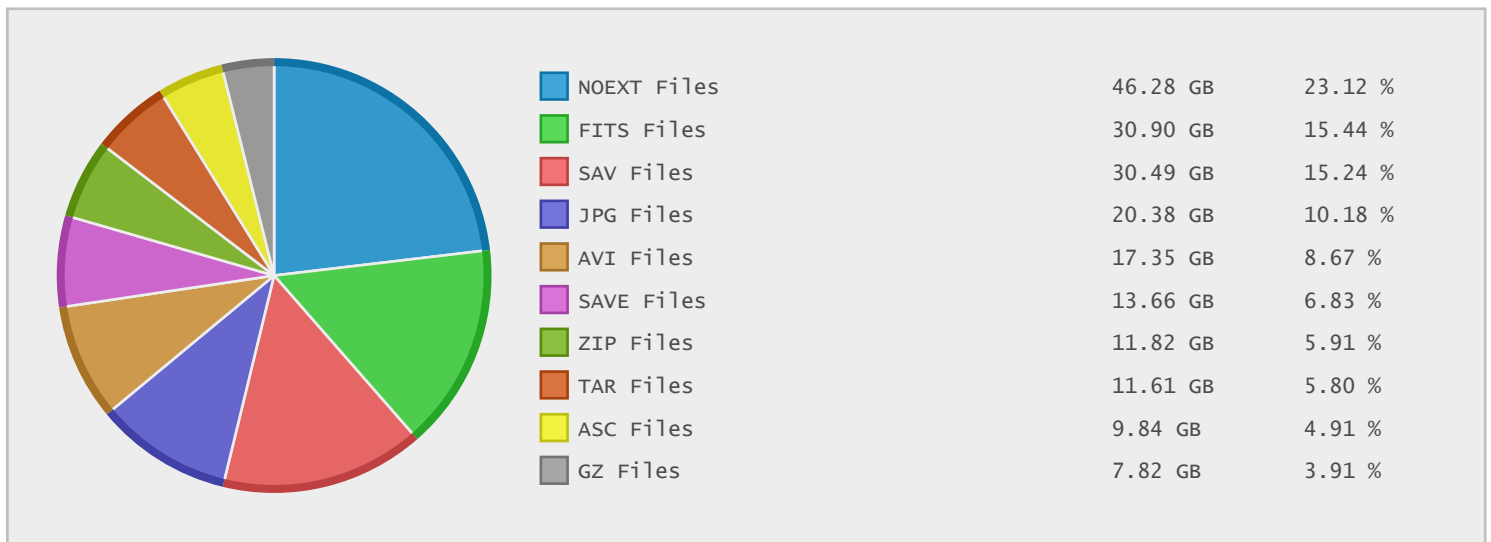 NOEXT Files 46.28 GB 23.12 %
FITS Files 30.90 GB 15.44 %
SAV Files 30.49 GB 15.24 %
JPG Files 20.38 GB 10.18 %
AVI Files 17.35 GB 8.67 %
SAVE Files 13.66 GB 6.83 %
ZIP Files 11.82 GB 5.91 %
TAR Files 11.61 GB 5.80 %
ASC Files 9.84 GB 4.91 %
GZ Files 7.82 GB 3.91 %